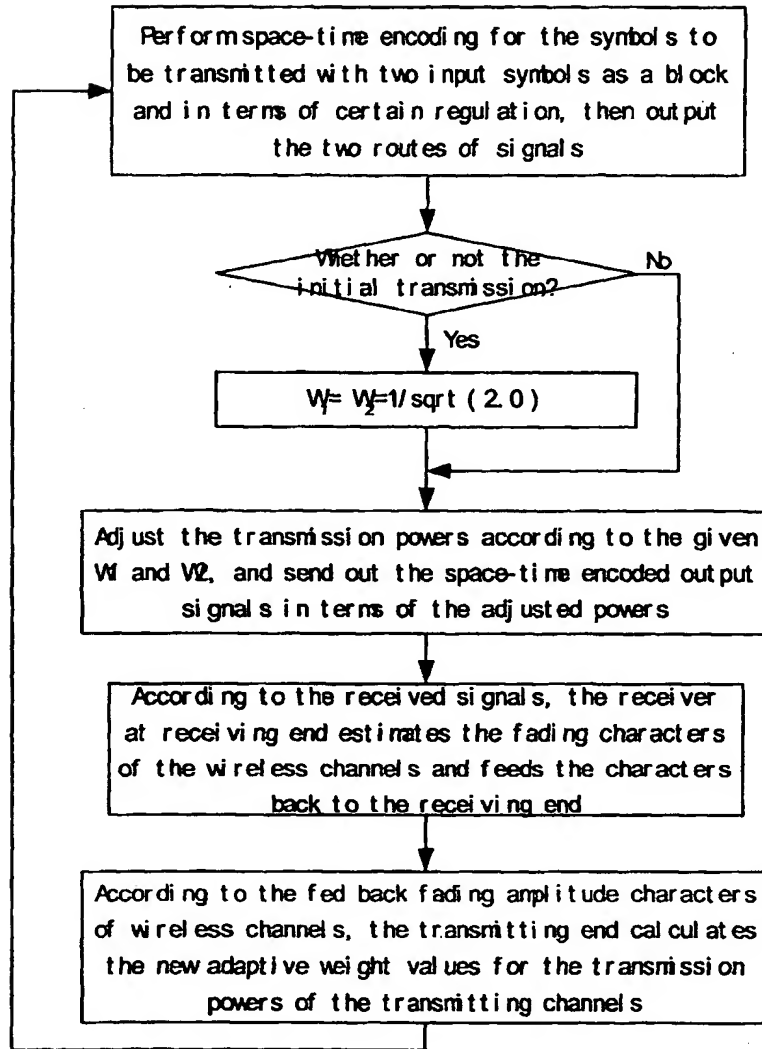 Perform space-time encoding for the symbols to
be transmitted with two input symbols as a block
and in terms of certain regulation, then output
the two routes of signals
Whether or not the
initial transmission?
No
Yes
W1= W2=1/sqrt (2.0)
Adjust the transmission powers according to the given
W1 and W2, and send out the space-time encoded output
signals in terms of the adjusted powers
According to the received signals, the receiver
at receiving end estimates the fading characters
of the wireless channels and feeds the characters
back to the receiving end
According to the fed back fading amplitude characters
of wireless channels, the transmitting end calculates
the new adaptive weight values for the transmission
powers of the transmitting channels